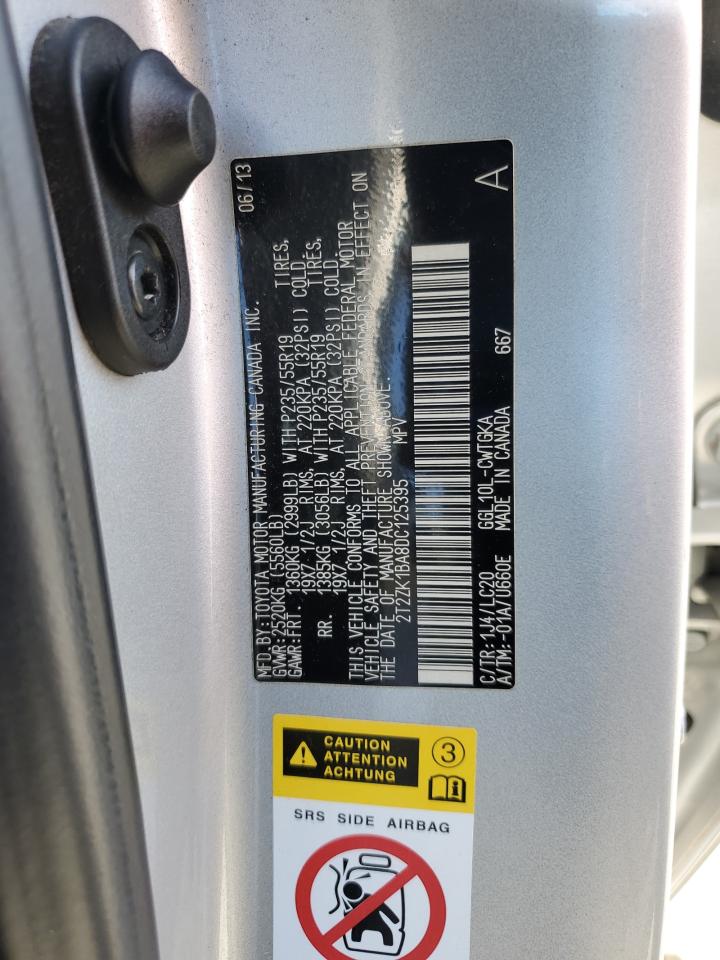 MFD.BY:TOYOTA MOTOR MANUFACTURING CANADA INC. 06/13
GVWR:2520KG (5560LB)
GAWR:FRT. 1360KG (2999LB) WITH P235/55R19 TIRES,
19X7 1/2J RIMS, AT 220KPA (32PSI) COLD.
RR. 1385KG (3056LB) WITH P235/55R19 TIRES,
19X7 1/2J RIMS, AT 220KPA (32PSI) COLD.
THIS VEHICLE CONFORMS TO ALL APPLICABLE FEDERAL MOTOR
VEHICLE SAFETY AND THEFT PREVENTION STANDARDS IN EFFECT ON
THE DATE OF MANUFACTURE SHOWN ABOVE.
2T2ZK1BA8DC125395 MPV
C/TR:1J4/LC20 GGL10L-CWTGKA 667 A
A/TM:-01A/U660E MADE IN CANADA
CAUTION
ATTENTION
ACHTUNG
3
SRS SIDE AIRBAG